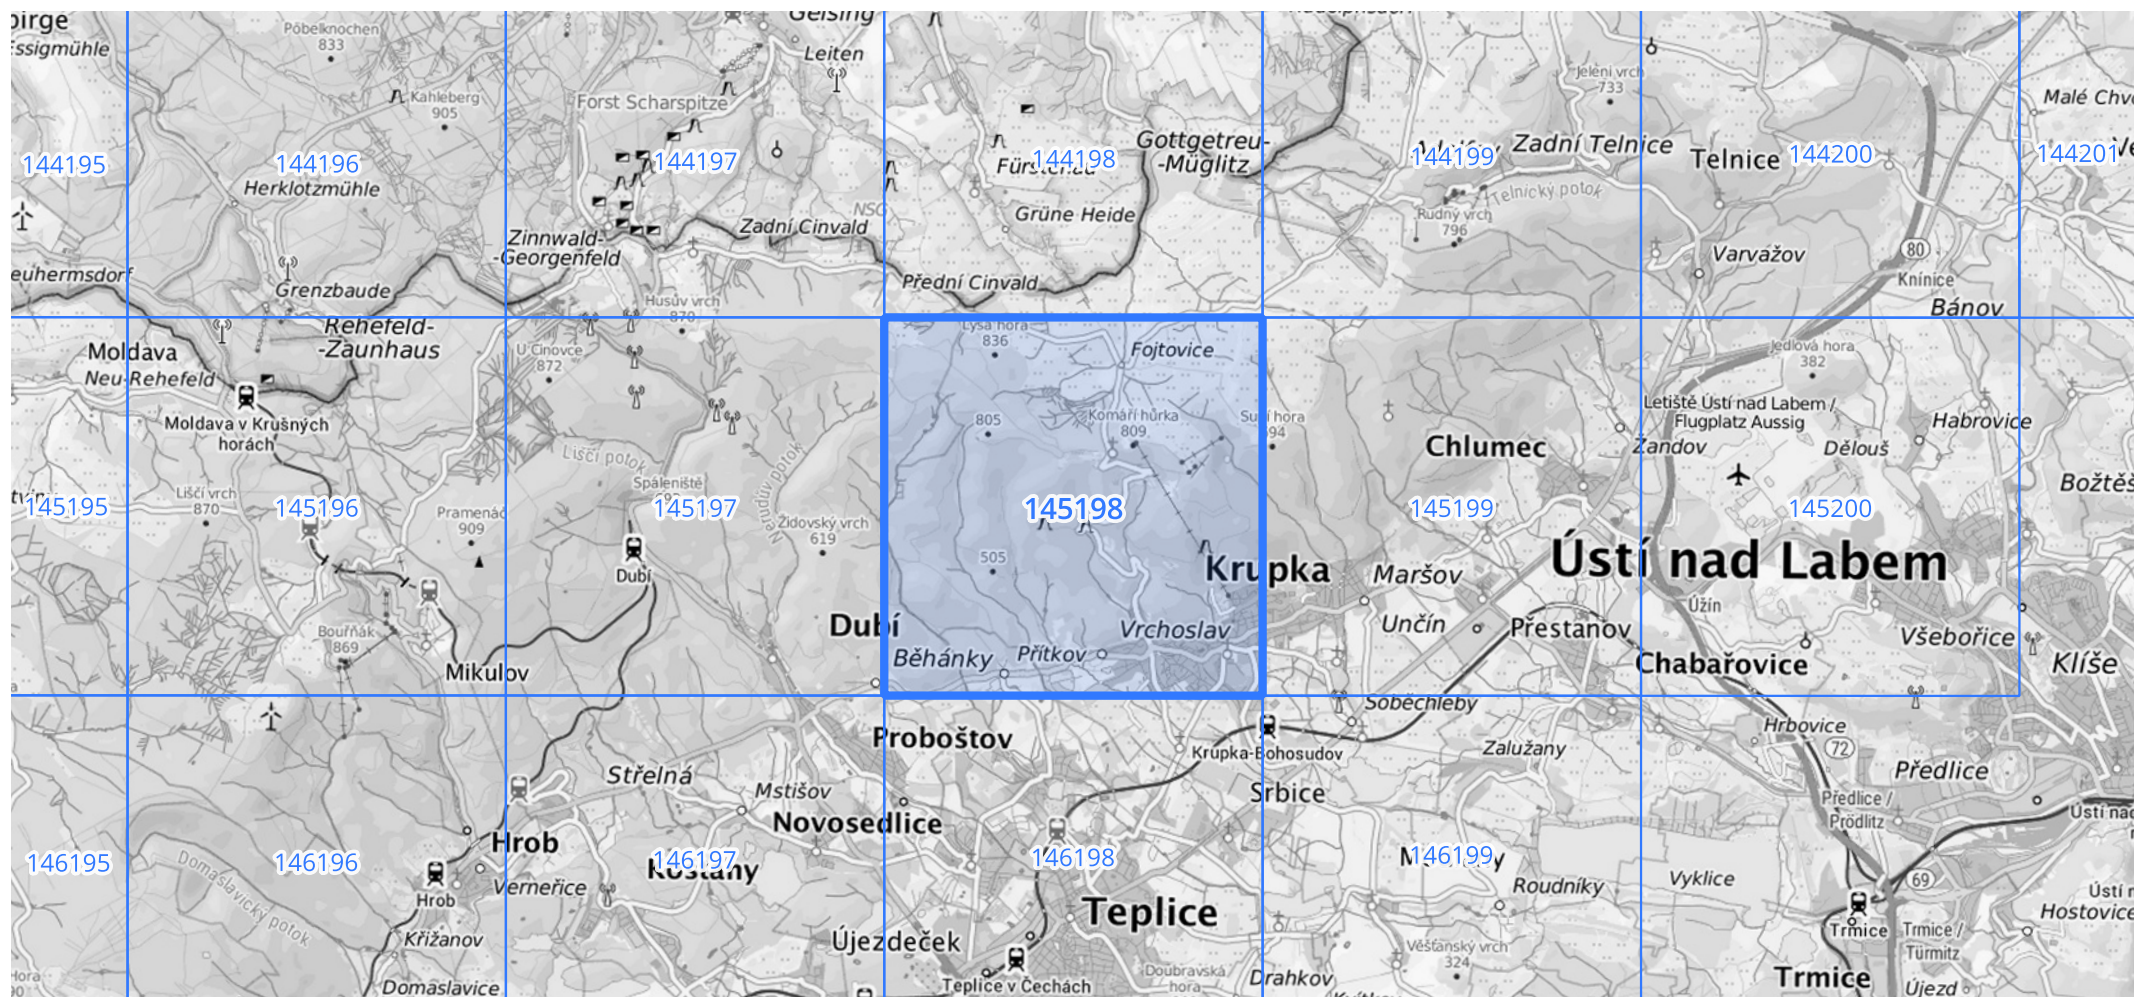 Geising
ssigmühle
Pöbelknochen
833
Leiten
Kahleberg
905
Forst Scharspitze
Jelení vrch
733
Malé Chvo
Gottgetreu-
-Müglitz
Zadní Telnice
Telnice
144195
144196
144197
144198
144199
144200
144201
Herklotzmühle
Telnický potok
Grüne Heide
Rudný vrch
796
NSG
Zadní Cinvald
Zinnwald-
-Georgenfeld
Varvažov
80
Knínice
euhermsdorf
Grenzbaude
Přední Cinvald
Husův vrch
870
Bánov
Rehefeld-
-Zaunhaus
Lysá hora
836
Moldava
Neu-Rehefeld
U Cínovce
872
Fojtovice
Jedlová hora
382
Moldava v Krušných
horách
805
Komáří hůrka
809
Letiště Ústí nad Labem /
Flugplatz Aussig
Habrovice
Chlumec
Žandov
Dělouš
Liščí potok
Spáleniště
Božtěš
Liščí vrch
870
145195
145196
145197
145198
145199
145200
Pramenáč
909
Židovský vrch
619
Dubí
505
Krupka
Maršov
Ústí nad Labem
Úžín
Bouřňák
869
Dubí
Vrchoslav
Unčín
Přestanov
Všebořice
Běhánky
Přítkov
Mikulov
Chabařovice
Klíše
Soběchleby
Hrbovice
72
Proboštov
Krupka-Bohosudov
Zalužany
Předlice
Střelná
Mstišov
Srbice
Předlice /
Prödlitz
Novosedlice
Hrob
146195
146196
146197
146198
146199
Košťany
Domaslavický potok
Hrob
Verneřice
Roudníky
Vyklice
69
Hostovice
Teplice
Trmice
Trmice /
Türmitz
Křižanov
Újezdeček
Věšťanský vrch
324
Doubravská
hora
Drahkov
Trmice
Domaslavice
Teplice v Čechách
Újezd